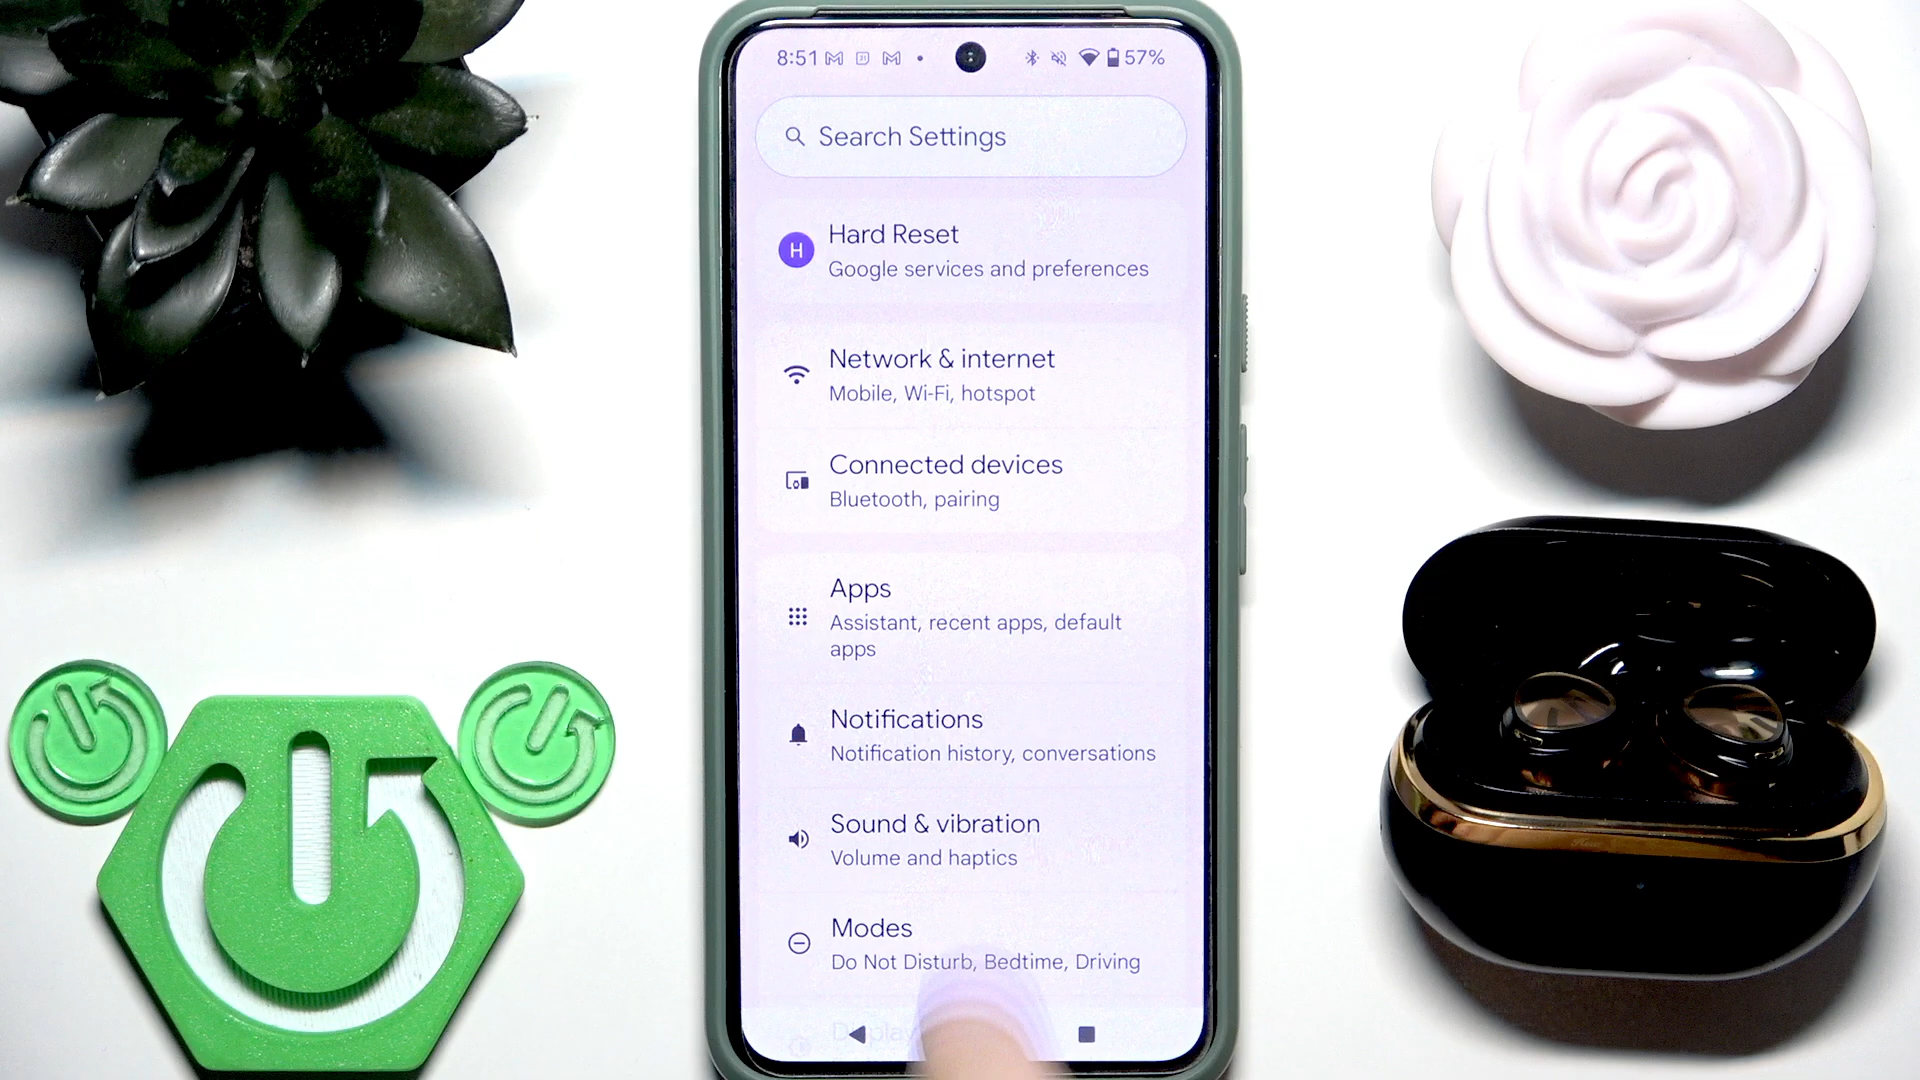 8:51 57%
Search Settings
H
Hard Reset
Google services and preferences
Network & internet
Mobile, Wi-Fi, hotspot
Connected devices
Bluetooth, pairing
Apps
Assistant, recent apps, default
apps
Notifications
Notification history, conversations
Sound & vibration
Volume and haptics
Modes
Do Not Disturb, Bedtime, Driving
Display